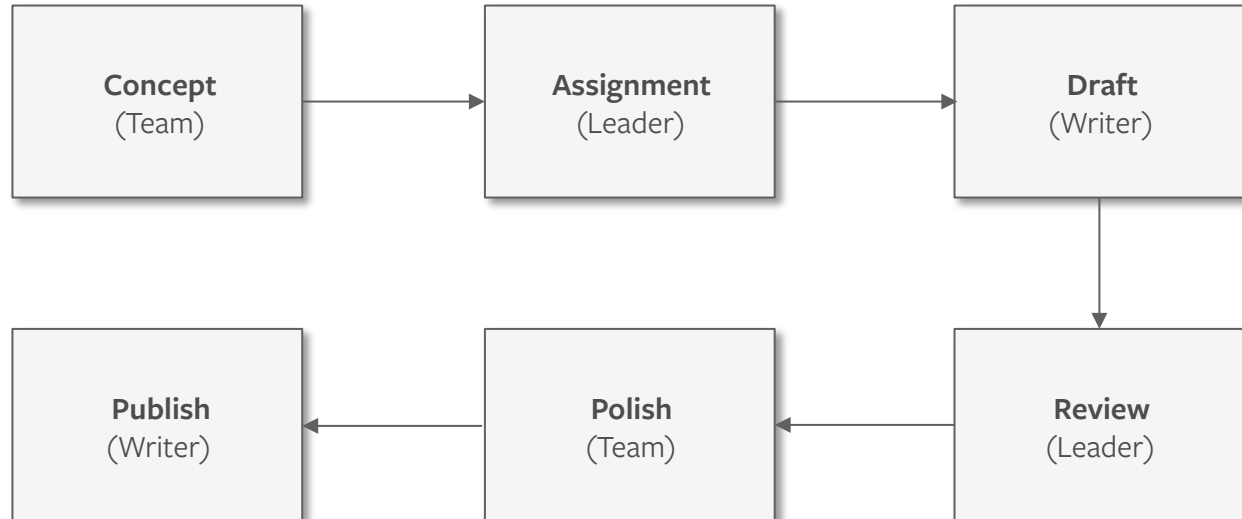 Concept
(Team)
Assignment
(Leader)
Draft
(Writer)
Publish
(Writer)
Polish
(Team)
Review
(Leader)